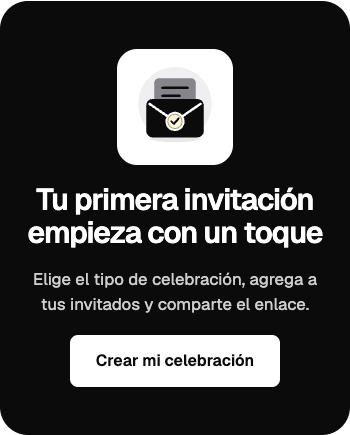 Tu primera invitación
empieza con un toque
Elige el tipo de celebración, agrega a
tus invitados y comparte el enlace.
Crear mi celebración